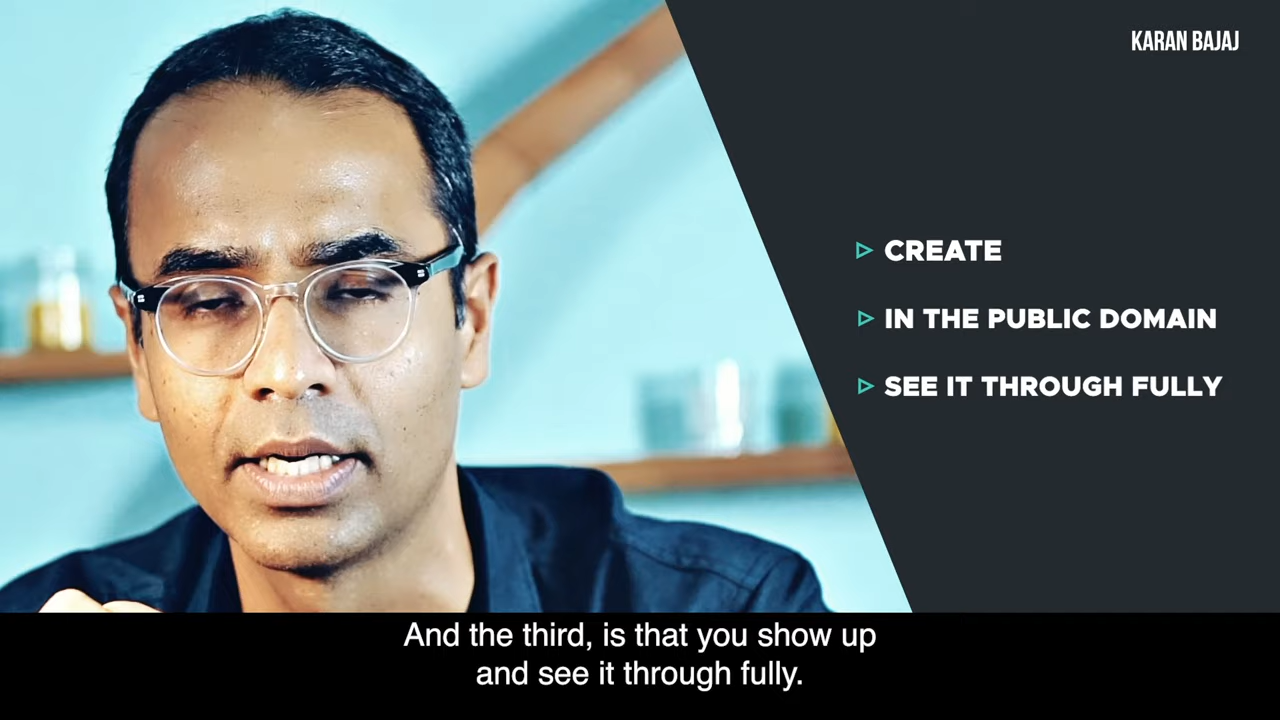 KARAN BAJAJ
CREATE
IN THE PUBLIC DOMAIN
SEE IT THROUGH FULLY
And the third, is that you show up
and see it through fully.